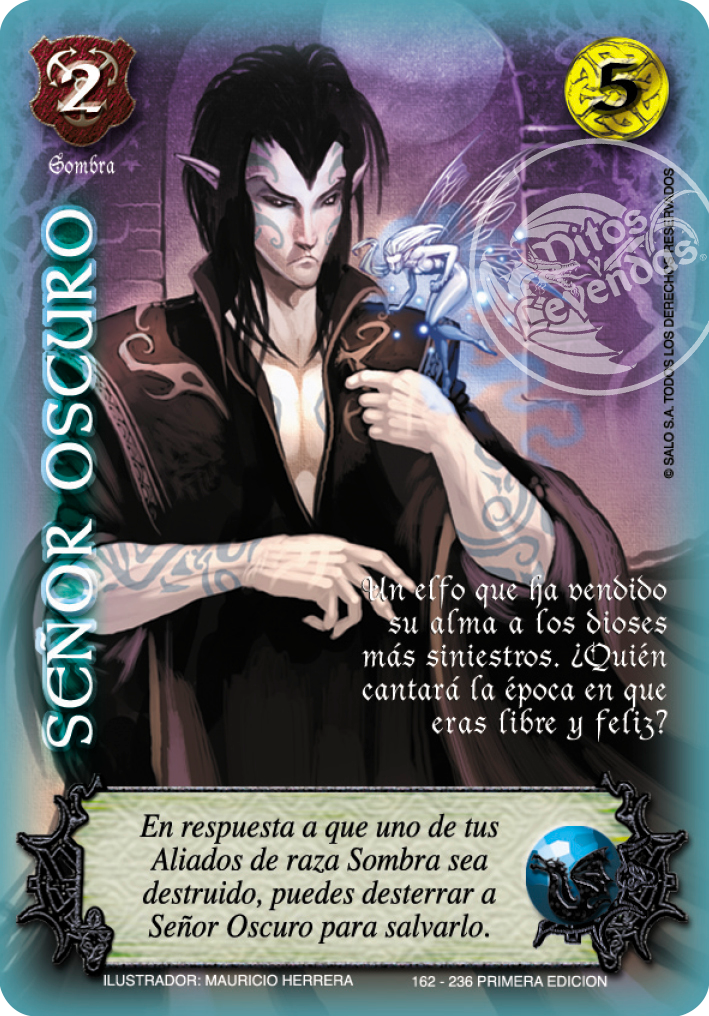 2
5
Sombra
Mitos
y
Leyendas
®
© SALO S.A. TODOS LOS DERECHOS RESERVADOS
SEÑOR OSCURO
Un elfo que ha vendido
su alma a los dioses
más siniestros. ¿Quién
cantará la época en que
eras libre y feliz?
En respuesta a que uno de tus
Aliados de raza Sombra sea
destruido, puedes desterrar a
Señor Oscuro para salvarlo.
ILUSTRADOR: MAURICIO HERRERA 162 - 236 PRIMERA EDICION